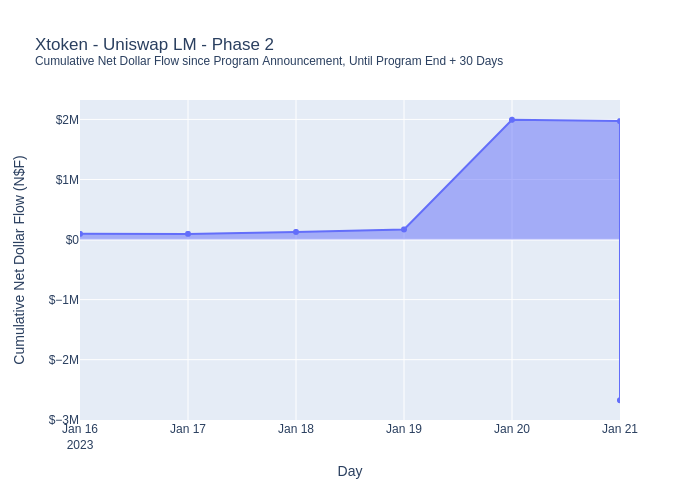 Xtoken - Uniswap LM - Phase 2
Cumulative Net Dollar Flow since Program Announcement, Until Program End + 30 Days
Cumulative Net Dollar Flow (N$F)
$2M
$1M
$0
$−1M
$−2M
$−3M
Jan 16
2023
Jan 17
Jan 18
Jan 19
Jan 20
Jan 21
Day